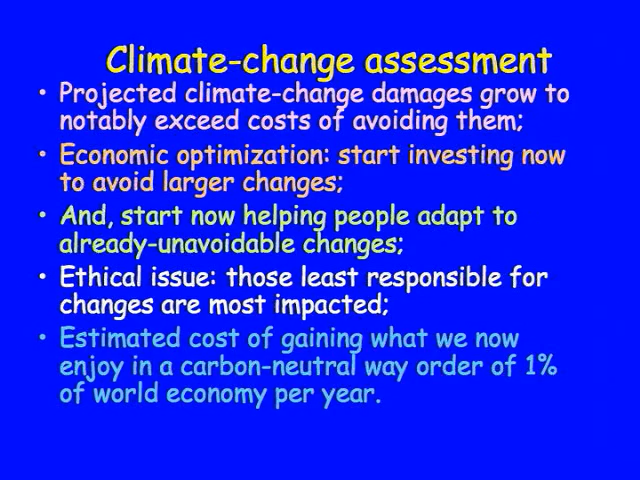 Climate-change assessment
• Projected climate-change damages grow to
notably exceed costs of avoiding them;
• Economic optimization: start investing now
to avoid larger changes;
• And, start now helping people adapt to
already-unavoidable changes;
• Ethical issue: those least responsible for
changes are most impacted;
• Estimated cost of gaining what we now
enjoy in a carbon-neutral way order of 1%
of world economy per year.